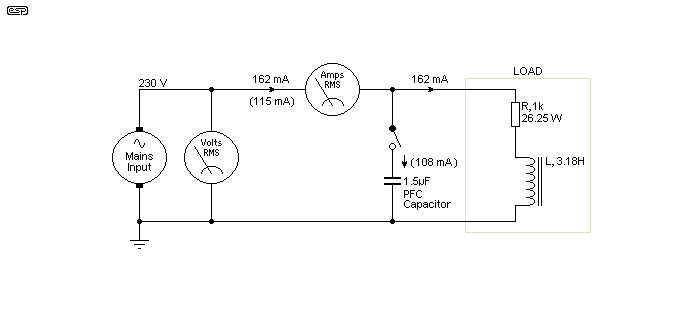 esp
LOAD
230 V
162 mA
(115 mA)
Amps
RMS
162 mA
R, 1k
26.25 W
Volts
RMS
Mains
Input
(108 mA)
L, 3.18H
1.5µF
PFC
Capacitor